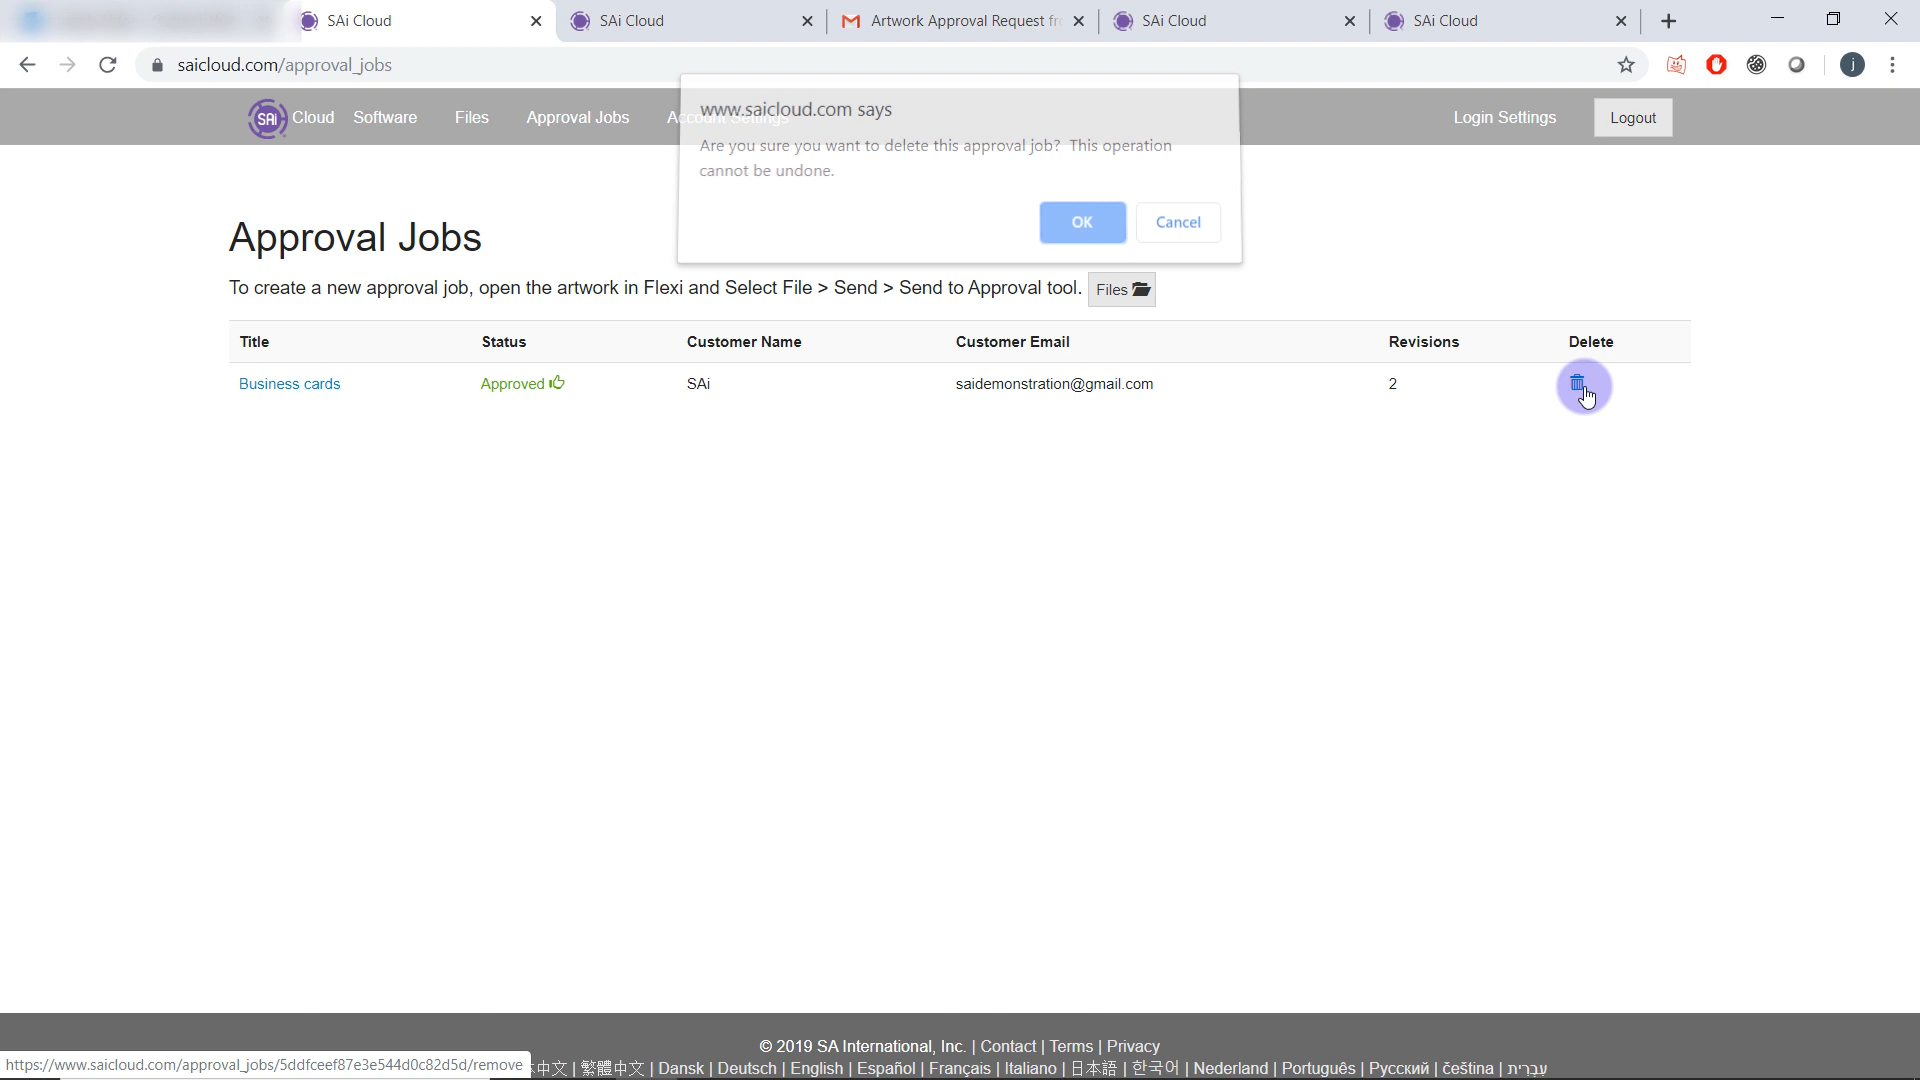 SAi Cloud
SAi Cloud
Artwork Approval Request fr
SAi Cloud
SAi Cloud
saicloud.com/approval_jobs
j
SAi Cloud
Software
Files
Approval Jobs
Account Settings
Login Settings
Logout
www.saicloud.com says
Are you sure you want to delete this approval job? This operation
cannot be undone.
OK
Cancel
Approval Jobs
To create a new approval job, open the artwork in Flexi and Select File > Send > Send to Approval tool.
Files
Title Status Customer Name Customer Email Revisions Delete
Business cards Approved SAi saidemonstration@gmail.com 2
© 2019 SA International, Inc. | Contact | Terms | Privacy
中文 | 繁體中文 | Dansk | Deutsch | English | Español | Français | Italiano | 日本語 | 한국어 | Nederland | Português | Русский | čeština | עברית
https://www.saicloud.com/approval_jobs/5ddfceef87e3e544d0c82d5d/remove